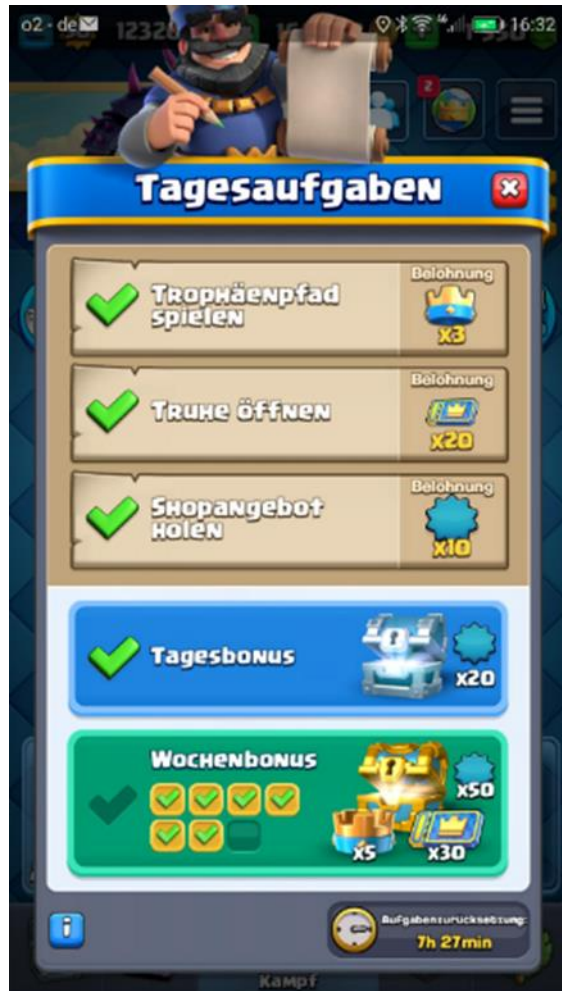 o2 - de 16:32
2
Tagesaufgaben
Trophäenpfad
spielen
Belohnung
x3
Truhe öffnen
Belohnung
x20
Shopangebot
holen
Belohnung
x10
Tagesbonus
x20
Wochenbonus
x50
x5
x30
i
Aufgabenzurücksetzung:
7h 27min
Kampf